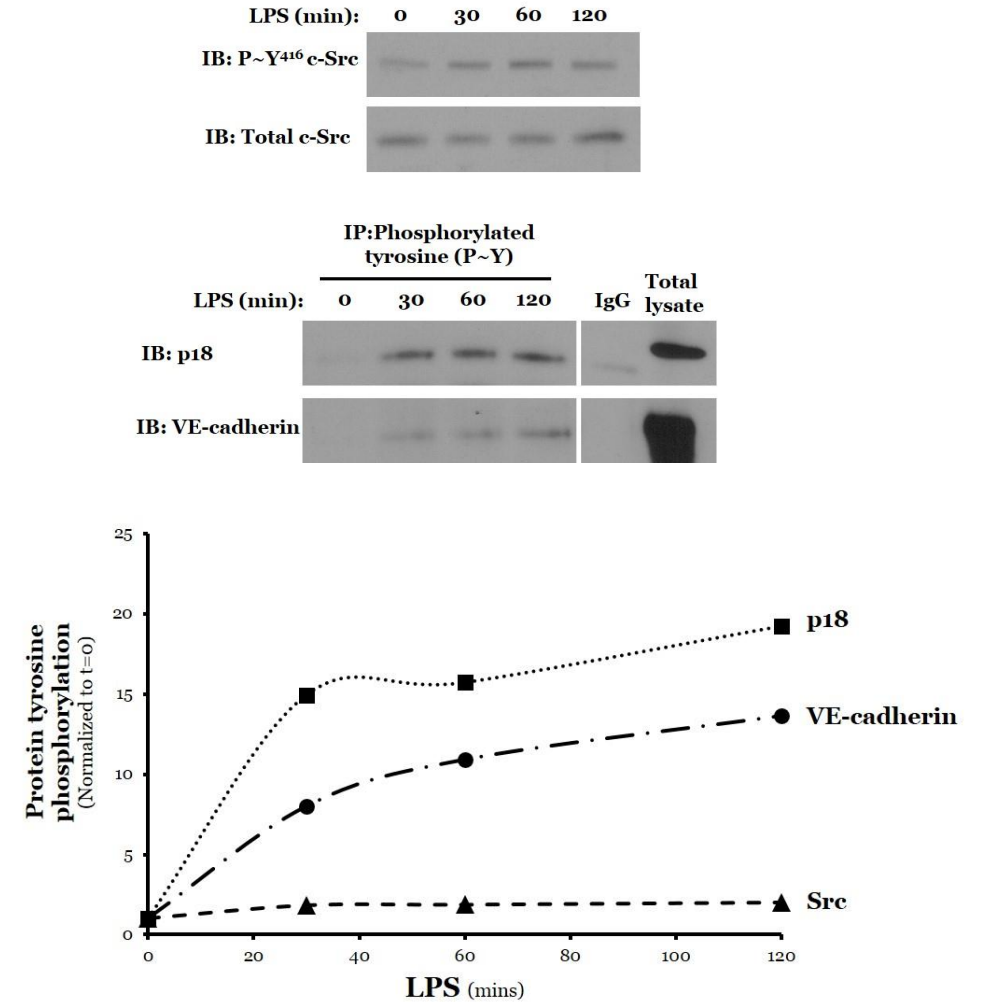 LPS (min): 0 30 60 120
IB: P~Y⁴¹⁶ c-Src
IB: Total c-Src
IP:Phosphorylated
tyrosine (P~Y)
Total
LPS (min): 0 30 60 120 IgG lysate
IB: p18
IB: VE-cadherin
25
20
15
10
5
0
Protein tyrosine
phosphorylation
(Normalized to t=0)
p18
VE-cadherin
Src
0 20 40 60 80 100 120
LPS (mins)